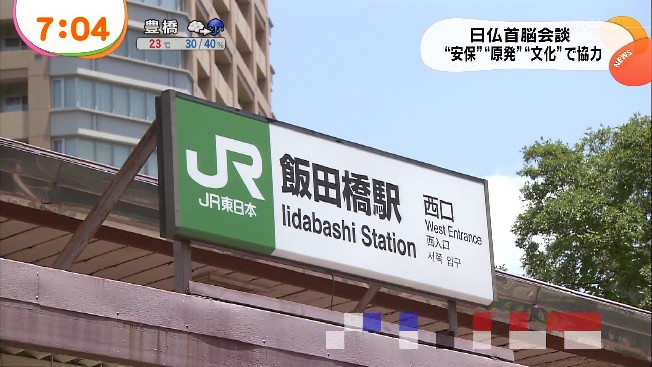 7:04
豊橋
23℃ 30/40%
日仏首脳会談
“安保”“原発”“文化”で協力
NEWS
JR
JR東日本
飯田橋駅
Iidabashi Station
西口
West Entrance
西入口
서쪽 입구